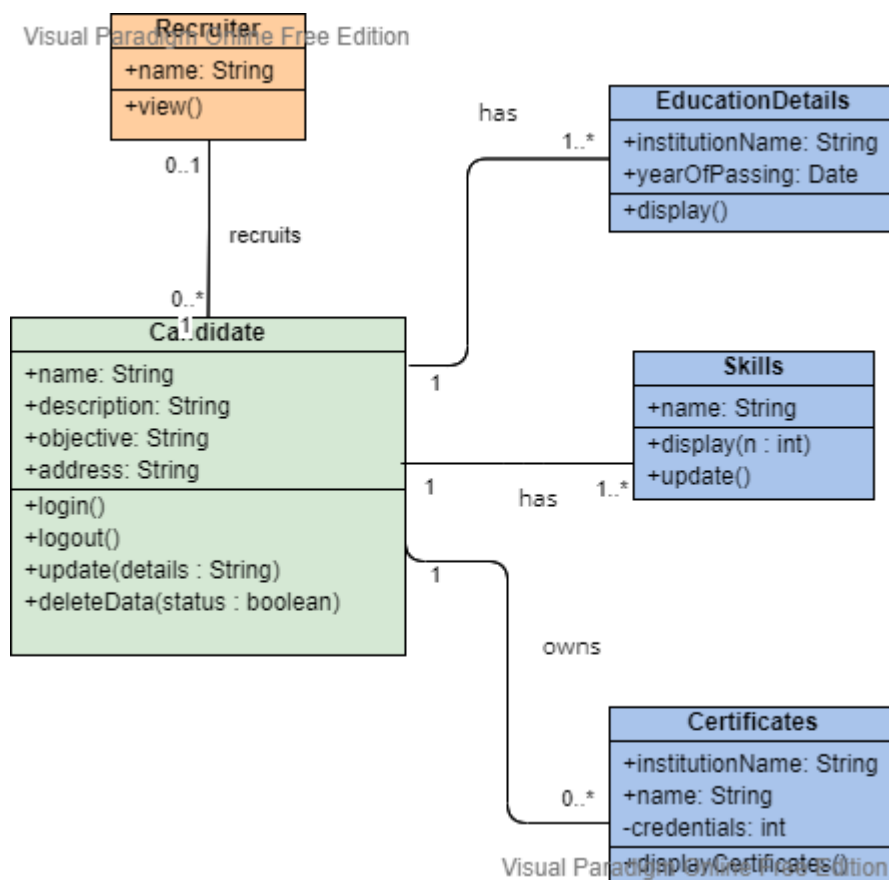 Recruiter
Visual Paradigm Online Free Edition
+name: String
+view()
0..1
recruits
0..*
1
Candidate
+name: String
+description: String
+objective: String
+address: String
+login()
+logout()
+update(details : String)
+deleteData(status : boolean)
has
1..*
1
EducationDetails
+institutionName: String
+yearOfPassing: Date
+display()
Skills
+name: String
+display(n : int)
+update()
1
has
1..*
1
owns
0..*
Certificates
+institutionName: String
+name: String
-credentials: int
+displayCertificates()
Visual Paradigm Online Free Edition